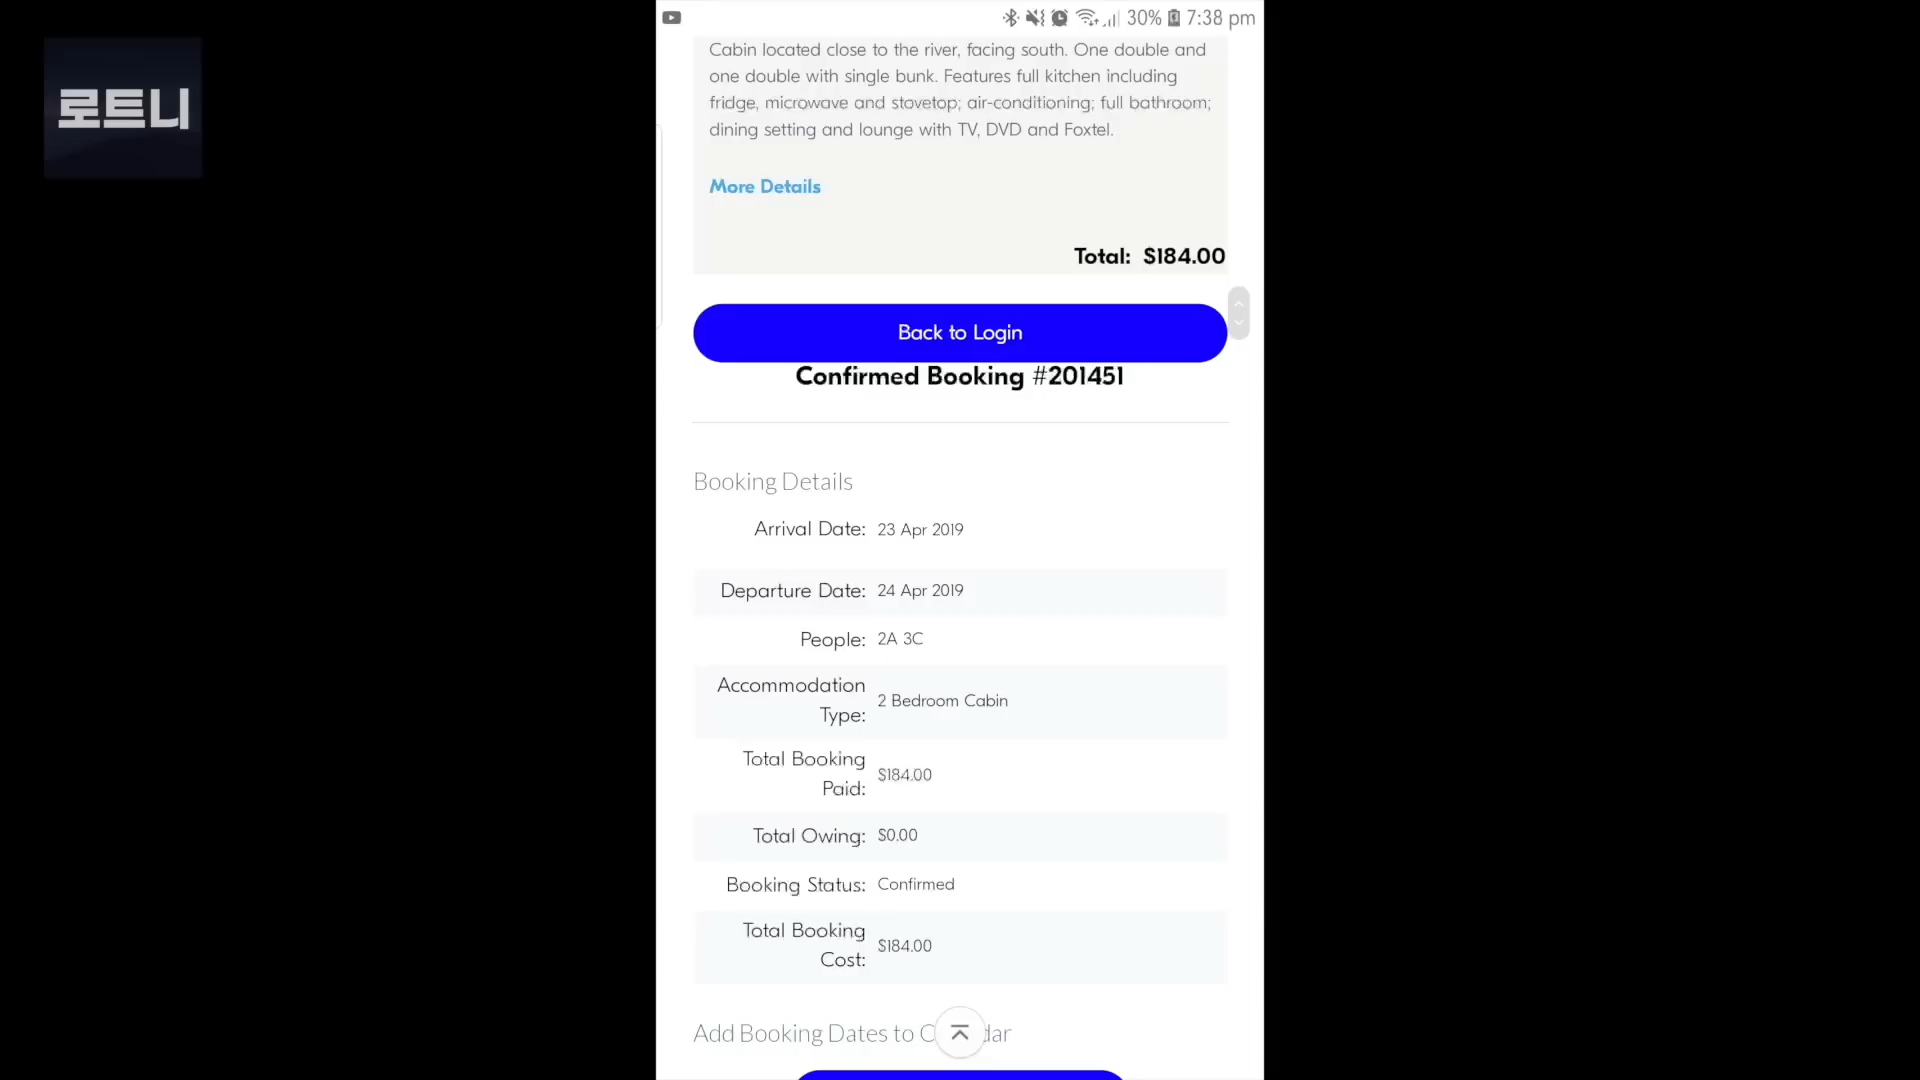 로트니
30% 7:38 pm
Cabin located close to the river, facing south. One double and
one double with single bunk. Features full kitchen including
fridge, microwave and stovetop; air-conditioning; full bathroom;
dining setting and lounge with TV, DVD and Foxtel.
More Details
Total: $184.00
Back to Login
Confirmed Booking #201451
Booking Details
Arrival Date: 23 Apr 2019
Departure Date: 24 Apr 2019
People: 2A 3C
Accommodation
Type: 2 Bedroom Cabin
Total Booking
Paid: $184.00
Total Owing: $0.00
Booking Status: Confirmed
Total Booking
Cost: $184.00
Add Booking Dates to